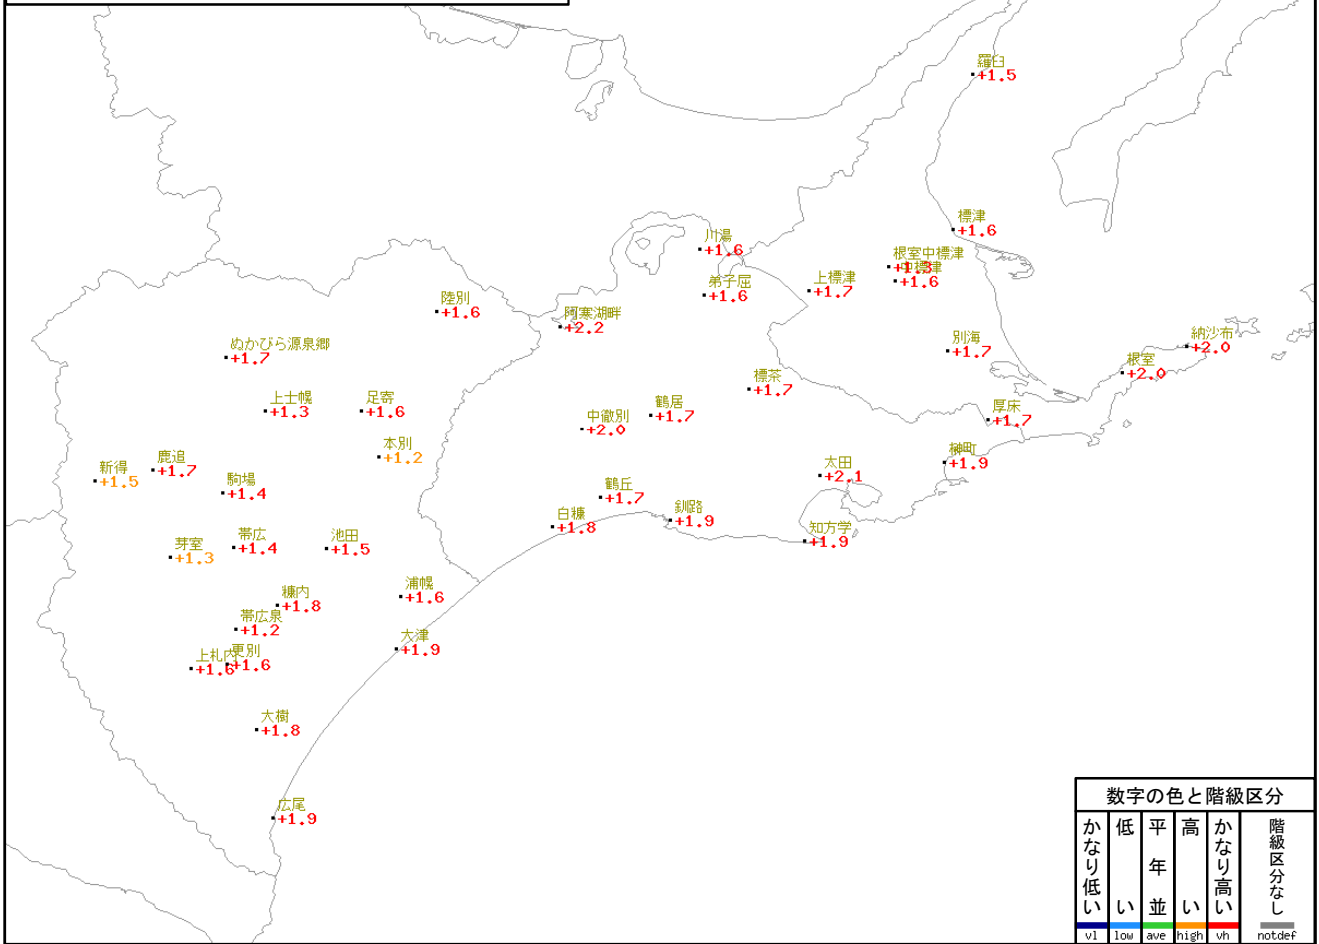 羅臼
+1.5
標津
+1.6
川湯
+1.6
根室中標津
+1.3
中標津
+1.6
弟子屈
+1.6
上標津
+1.7
陸別
+1.6
阿寒湖畔
+2.2
ぬかびら源泉郷
+1.7
別海
+1.7
納沙布
+2.0
根室
+2.0
標茶
+1.7
上士幌
+1.3
足寄
+1.6
中徹別
+2.0
鶴居
+1.7
厚床
+1.7
本別
+1.2
榊町
+1.9
新得
+1.5
鹿追
+1.7
太田
+2.1
駒場
+1.4
鶴丘
+1.7
白糠
+1.8
釧路
+1.9
知方学
+1.9
芽室
+1.3
帯広
+1.4
池田
+1.5
浦幌
+1.6
糠内
+1.8
帯広泉
+1.2
大津
+1.9
上札内
+1.6
更別
+1.6
大樹
+1.8
広尾
+1.9
数字の色と階級区分
かなり低い
低い
平年並
高い
かなり高い
階級区分なし
vl
low
ave
high
vh
notdef